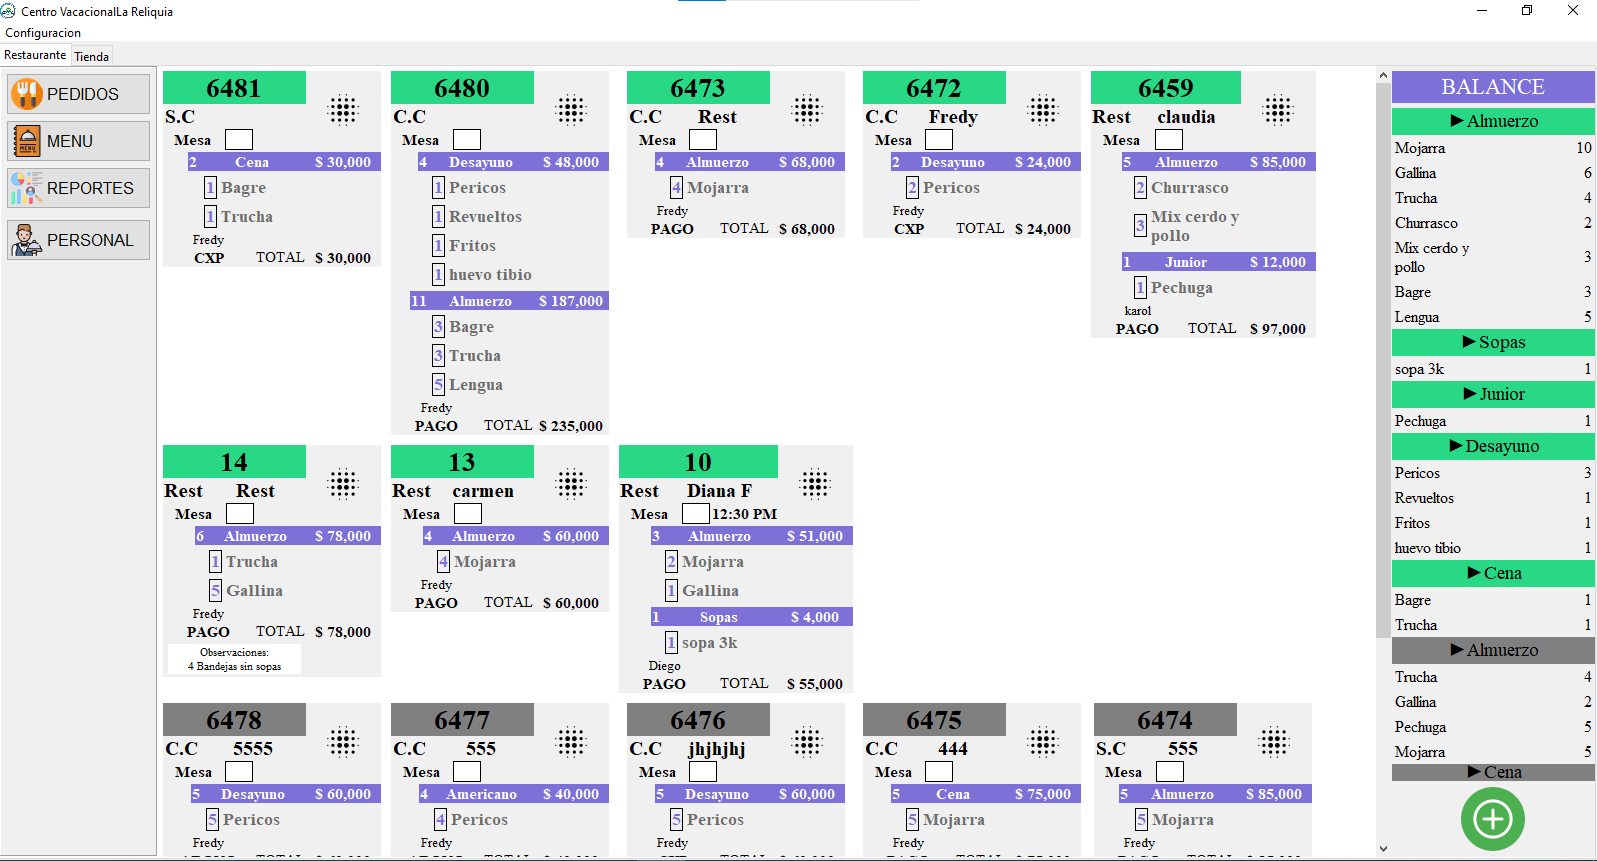 Centro VacacionalLa Reliquia
Configuracion
Restaurante Tienda
PEDIDOS
MENU
REPORTES
PERSONAL
6481
S.C
Mesa
2 Cena $ 30,000
1 Bagre
1 Trucha
Fredy
CXP TOTAL $ 30,000
6480
C.C
Mesa
4 Desayuno $ 48,000
1 Pericos
1 Revueltos
1 Fritos
1 huevo tibio
11 Almuerzo $ 187,000
3 Bagre
3 Trucha
5 Lengua
Fredy
PAGO TOTAL $ 235,000
6473
C.C Rest
Mesa
4 Almuerzo $ 68,000
4 Mojarra
Fredy
PAGO TOTAL $ 68,000
6472
C.C Fredy
Mesa
2 Desayuno $ 24,000
2 Pericos
Fredy
CXP TOTAL $ 24,000
6459
Rest claudia
Mesa
5 Almuerzo $ 85,000
2 Churrasco
3 Mix cerdo y
pollo
1 Junior $ 12,000
1 Pechuga
karol
PAGO TOTAL $ 97,000
14
Rest Rest
Mesa
6 Almuerzo $ 78,000
1 Trucha
5 Gallina
Fredy
PAGO TOTAL $ 78,000
Observaciones:
4 Bandejas sin sopas
13
Rest carmen
Mesa
4 Almuerzo $ 60,000
4 Mojarra
Fredy
PAGO TOTAL $ 60,000
10
Rest Diana F
Mesa 12:30 PM
3 Almuerzo $ 51,000
2 Mojarra
1 Gallina
1 Sopas $ 4,000
1 sopa 3k
Diego
PAGO TOTAL $ 55,000
6478
C.C 5555
Mesa
5 Desayuno $ 60,000
5 Pericos
Fredy
6477
C.C 555
Mesa
4 Americano $ 40,000
4 Pericos
Fredy
6476
C.C jhjhjhj
Mesa
5 Desayuno $ 60,000
5 Pericos
Fredy
6475
C.C 444
Mesa
5 Cena $ 75,000
5 Mojarra
Fredy
6474
S.C 555
Mesa
5 Almuerzo $ 85,000
5 Mojarra
Fredy
BALANCE
►Almuerzo
Mojarra 10
Gallina 6
Trucha 4
Churrasco 2
Mix cerdo y
pollo 3
Bagre 3
Lengua 5
►Sopas
sopa 3k 1
►Junior
Pechuga 1
►Desayuno
Pericos 3
Revueltos 1
Fritos 1
huevo tibio 1
►Cena
Bagre 1
Trucha 1
►Almuerzo
Trucha 4
Gallina 2
Pechuga 5
Mojarra 5
►Cena